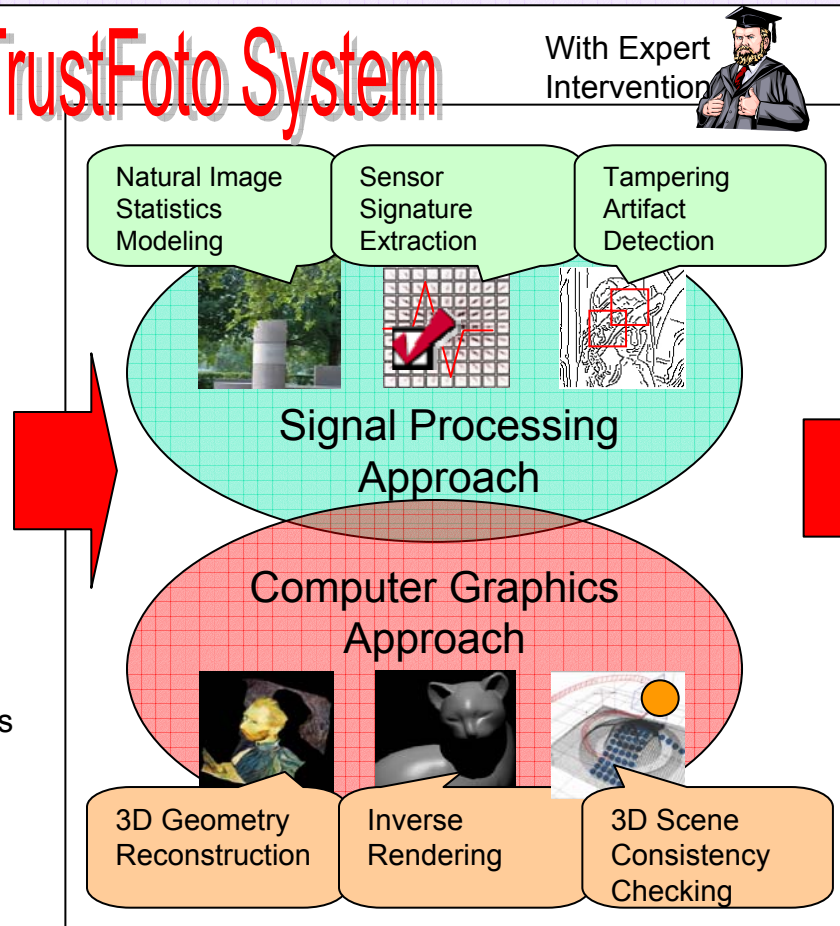 TrustFoto System
With Expert
Intervention
Natural Image
Statistics
Modeling
Sensor
Signature
Extraction
Tampering
Artifact
Detection
Signal Processing
Approach
Computer Graphics
Approach
s
3D Geometry
Reconstruction
Inverse
Rendering
3D Scene
Consistency
Checking